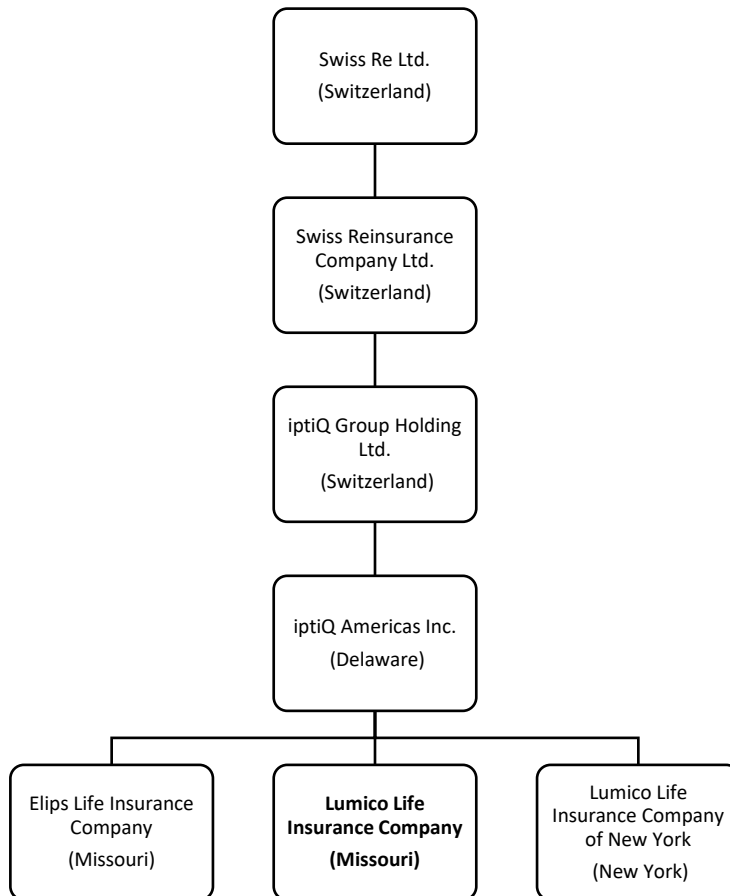 Swiss Re Ltd.
(Switzerland)
Swiss Reinsurance
Company Ltd.
(Switzerland)
iptiQ Group Holding
Ltd.
(Switzerland)
iptiQ Americas Inc.
(Delaware)
Elips Life Insurance
Company
(Missouri)
Lumico Life
Insurance Company
(Missouri)
Lumico Life
Insurance Company
of New York
(New York)